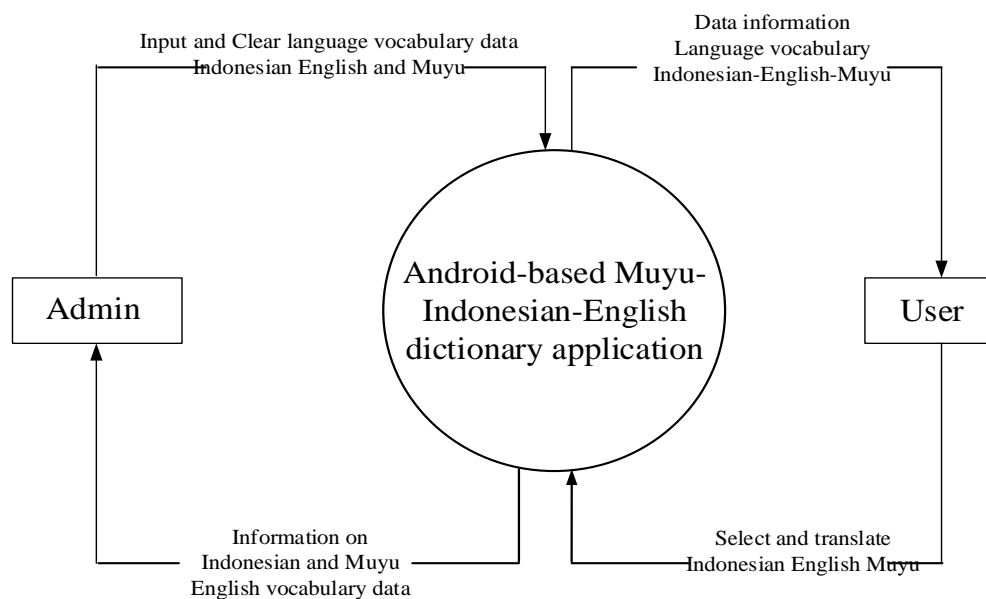 Input and Clear language vocabulary data
Indonesian English and Muyu
Data information
Language vocabulary
Indonesian-English-Muyu
Admin
Android-based Muyu-
Indonesian-English
dictionary application
User
Information on
Indonesian and Muyu
English vocabulary data
Select and translate
Indonesian English Muyu